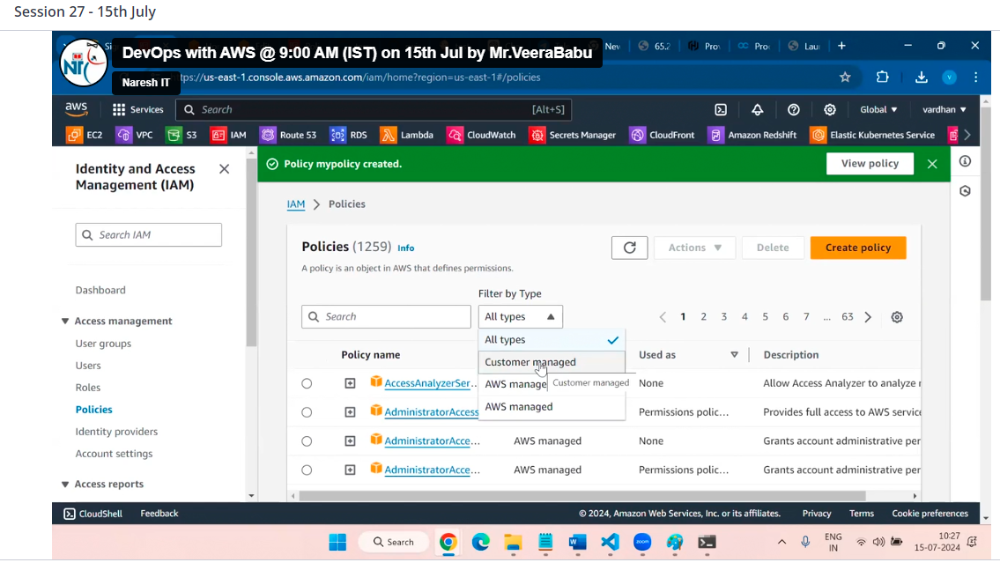 Session 27 - 15th July
DevOps with AWS @ 9:00 AM (IST) on 15th Jul by Mr.VeeraBabu
Naresh IT
65.2
Pro
Lau
tps://us-east-1.console.aws.amazon.com/iam/home?region=us-east-1#/policies
aws
Services
Search
[Alt+S]
Global
vardhan
EC2
VPC
S3
IAM
Route 53
RDS
Lambda
CloudWatch
Secrets Manager
CloudFront
Amazon Redshift
Elastic Kubernetes Service
Identity and Access
Management (IAM)
Search IAM
Dashboard
Access management
User groups
Users
Roles
Policies
Identity providers
Account settings
Access reports
Policy mypolicy created.
View policy
IAM > Policies
Policies (1259) Info
Actions
Delete
Create policy
A policy is an object in AWS that defines permissions.
Filter by Type
Search
All types
1 2 3 4 5 6 7 ... 63
All types
Customer managed
AWS manage
Customer managed
AWS managed
Policy name
Used as
Description
AccessAnalyzerSer...
None
Allow Access Analyzer to analyze r
AdministratorAccess
Permissions polic...
Provides full access to AWS service
AdministratorAcce...
AWS managed
None
Grants account administrative per
AdministratorAcce...
AWS managed
Permissions polic...
Grants account administrative per
CloudShell
Feedback
© 2024, Amazon Web Services, Inc. or its affiliates.
Privacy
Terms
Cookie preferences
Search
zoom
ENG
IN
10:27
15-07-2024